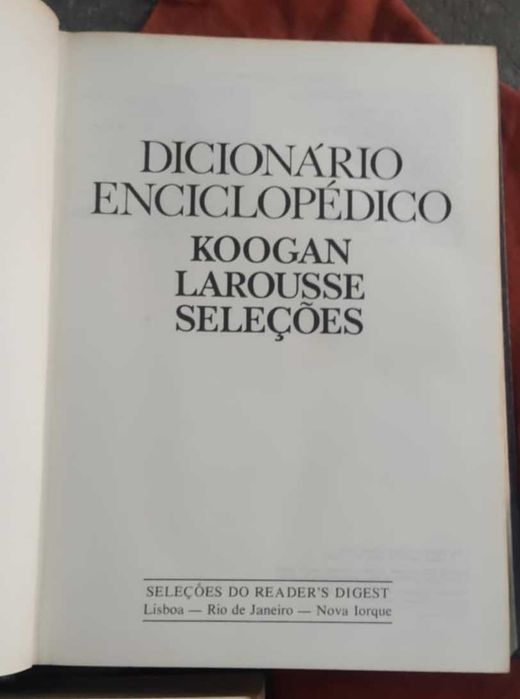 DICIONÁRIO
ENCICLOPÉDICO
KOOGAN
LAROUSSE
SELEÇÕES
SELEÇÕES DO READER'S DIGEST
Lisboa — Rio de Janeiro — Nova Iorque